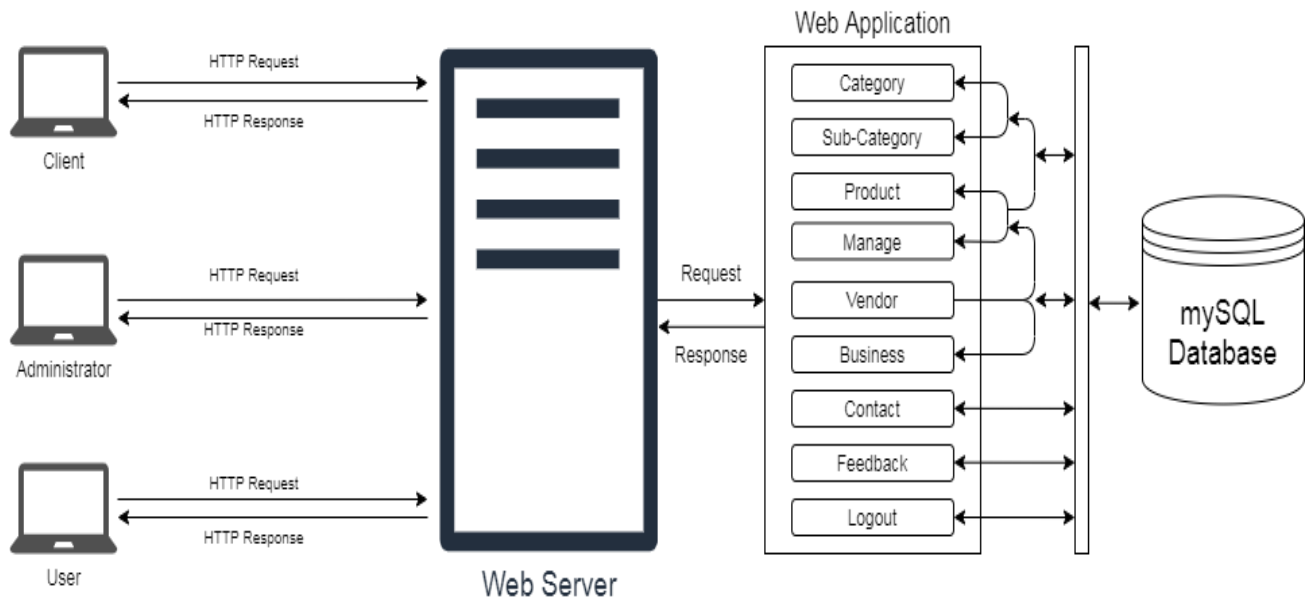 HTTP Request
HTTP Response
Client
HTTP Request
HTTP Response
Administrator
HTTP Request
HTTP Response
User
Web Server
Request
Response
Web Application
Category
Sub-Category
Product
Manage
Vendor
Business
Contact
Feedback
Logout
mySQL
Database